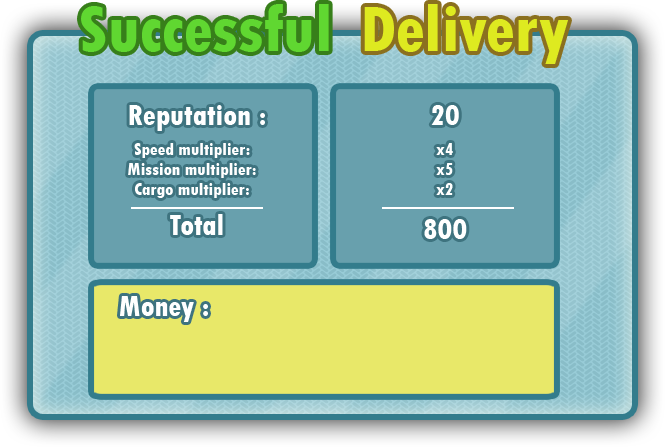 Successful Delivery
Reputation : 20
Speed multiplier: x4
Mission multiplier: x5
Cargo multiplier: x2
Total 800
Money :